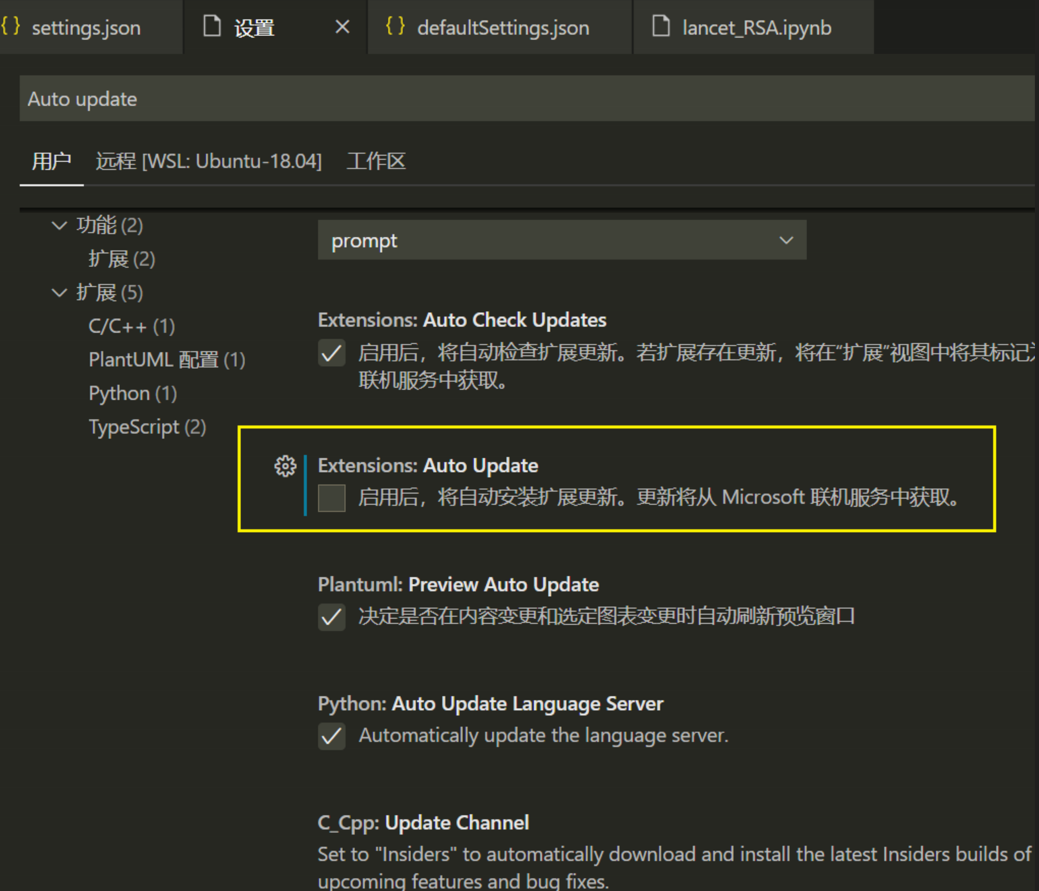 {} settings.json 设置 {} defaultSettings.json lancet_RSA.ipynb
Auto update
用户 远程 [WSL: Ubuntu-18.04] 工作区
功能 (2)
扩展 (2)
扩展 (5)
C/C++ (1)
PlantUML 配置 (1)
Python (1)
TypeScript (2)
prompt
Extensions: Auto Check Updates
启用后，将自动检查扩展更新。若扩展存在更新，将在“扩展”视图中将其标记为
联机服务中获取。
Extensions: Auto Update
启用后，将自动安装扩展更新。更新将从 Microsoft 联机服务中获取。
Plantuml: Preview Auto Update
决定是否在内容变更和选定图表变更时自动刷新预览窗口
Python: Auto Update Language Server
Automatically update the language server.
C_Cpp: Update Channel
Set to "Insiders" to automatically download and install the latest Insiders builds of
upcoming features and bug fixes.